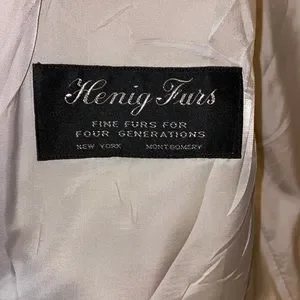 Henig Furs
FINE FURS FOR
FOUR GENERATIONS
NEW YORK MONTGOMERY